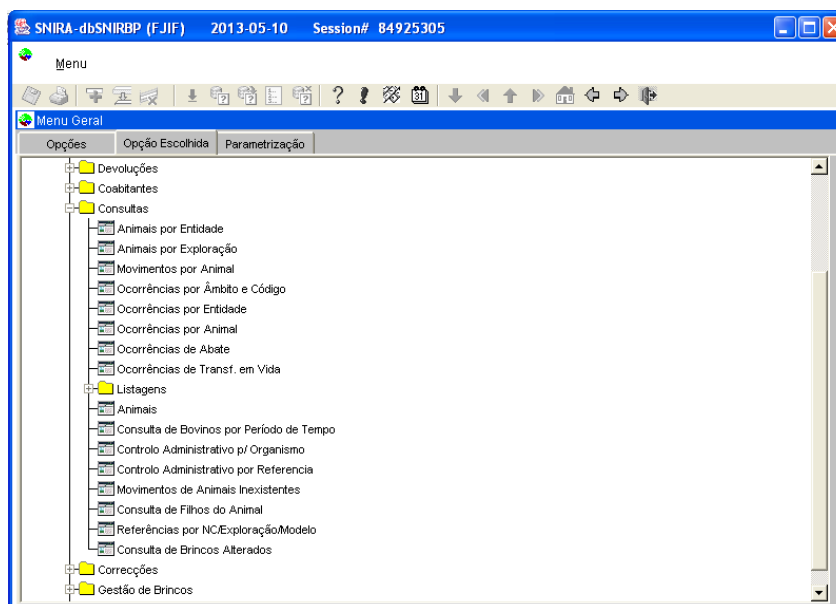 SNIRA-dbSNIRBP (FJIF) 2013-05-10 Session# 84925305
Menu
Menu Geral
Opções Opção Escolhida Parametrização
Devoluções
Coabitantes
Consultas
Animais por Entidade
Animais por Exploração
Movimentos por Animal
Ocorrências por Âmbito e Código
Ocorrências por Entidade
Ocorrências por Animal
Ocorrências de Abate
Ocorrências de Transf. em Vida
Listagens
Animais
Consulta de Bovinos por Período de Tempo
Controlo Administrativo p/ Organismo
Controlo Administrativo por Referencia
Movimentos de Animais Inexistentes
Consulta de Filhos do Animal
Referências por NC/Exploração/Modelo
Consulta de Brincos Alterados
Correcções
Gestão de Brincos